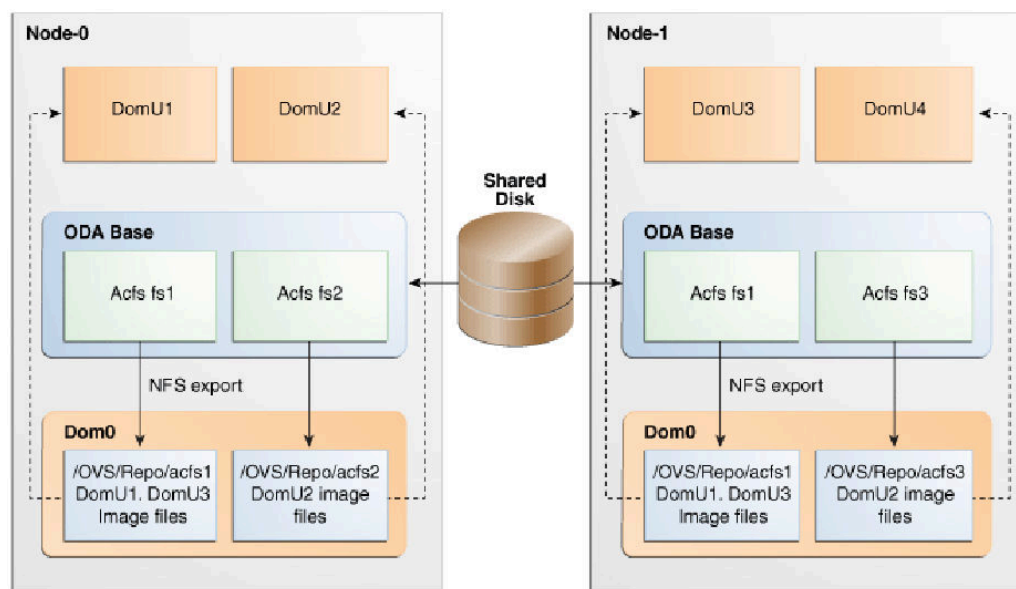 Node-0
DomU1
DomU2
ODA Base
Acfs fs1
Acfs fs2
NFS export
Dom0
/OVS/Repo/acfs1
DomU1. DomU3
Image files
/OVS/Repo/acfs2
DomU2 image
files
Shared
Disk
Node-1
DomU3
DomU4
ODA Base
Acfs fs1
Acfs fs3
NFS export
Dom0
/OVS/Repo/acfs1
DomU1. DomU3
Image files
/OVS/Repo/acfs3
DomU2 image
files